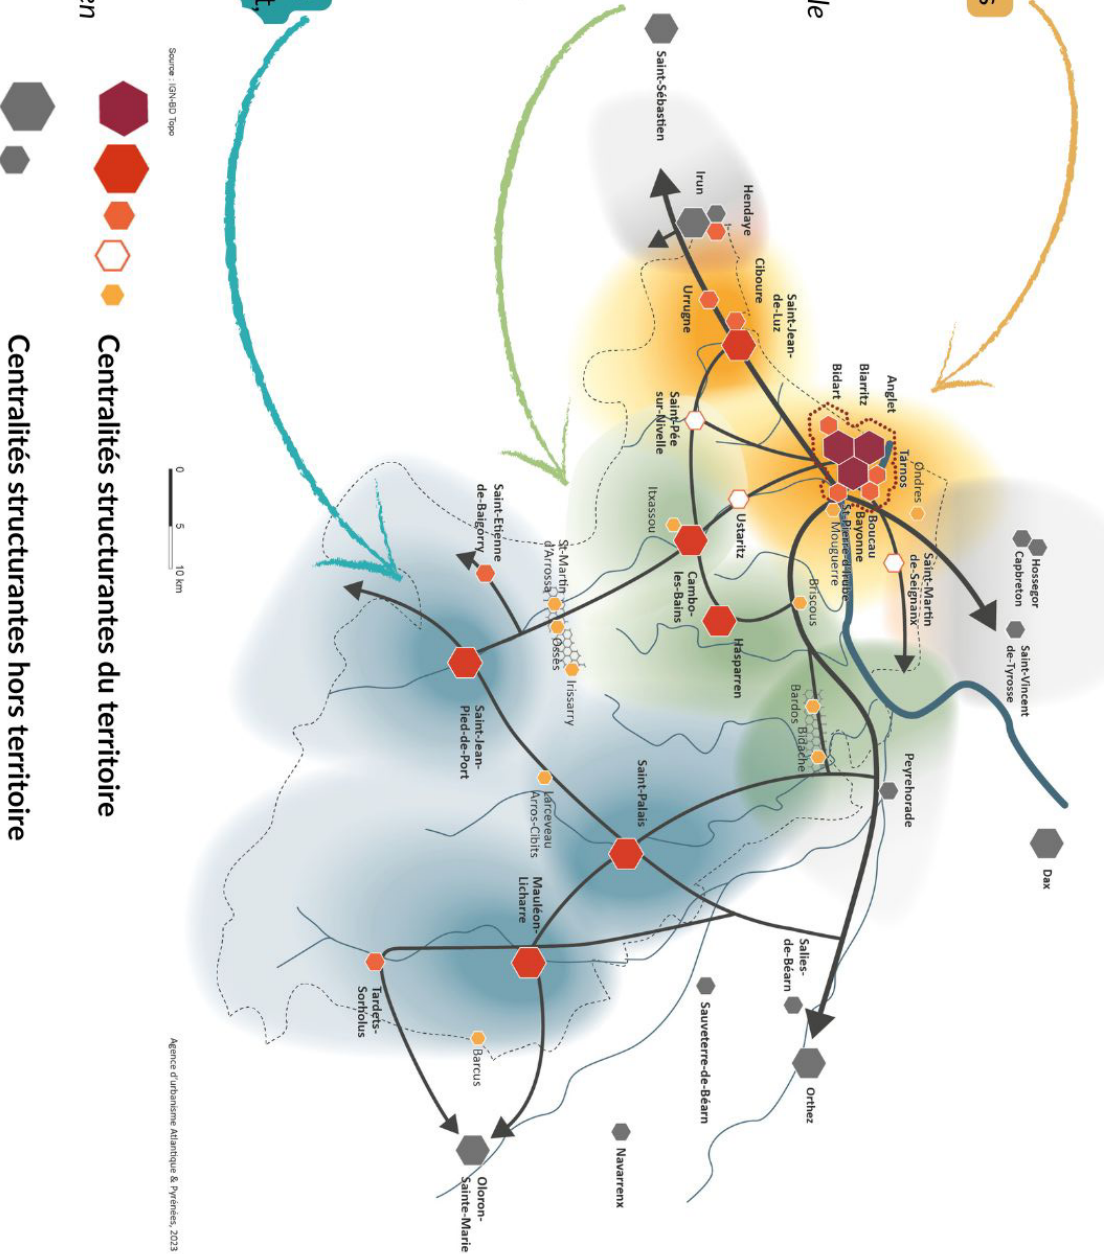 s
le
t,
en
Saint-Sébastien
Irun
Hendaye
Ciboure
Urrugne
Saint-Jean-
de-Luz
Saint-Pée
sur-Nivelle
Bidart
Biarritz
Anglet
Tarnos
Ondres
Boucau
Bayonne
St-Pierre-d'Irube
Mouguerre
Saint-Martin
de-Seignanx
Hossegor
Capbreton
Saint-Vincent
de-Tyrosse
Ustaritz
Itxassou
Cambo-
les-Bains
Hasparren
Briscous
Bardos
Bidache
Peyrehorade
Dax
Saint-Etienne
de-Baigorry
St-Martin
d'Arrossa
Ossès
Irissarry
Saint-Jean-
Pied-de-Port
Larceveau
Arros-Cibits
Saint-Palais
Mauléon-
Licharre
Tardets-
Sorholus
Barcus
Salies-
de-Béarn
Sauveterre-de-Béarn
Orthez
Navarrenx
Oloron-
Sainte-Marie
0 5 10 km
Source : IGN-BD Topo
Agence d'urbanisme Atlantique & Pyrénées, 2023
Centralités structurantes du territoire
Centralités structurantes hors territoire